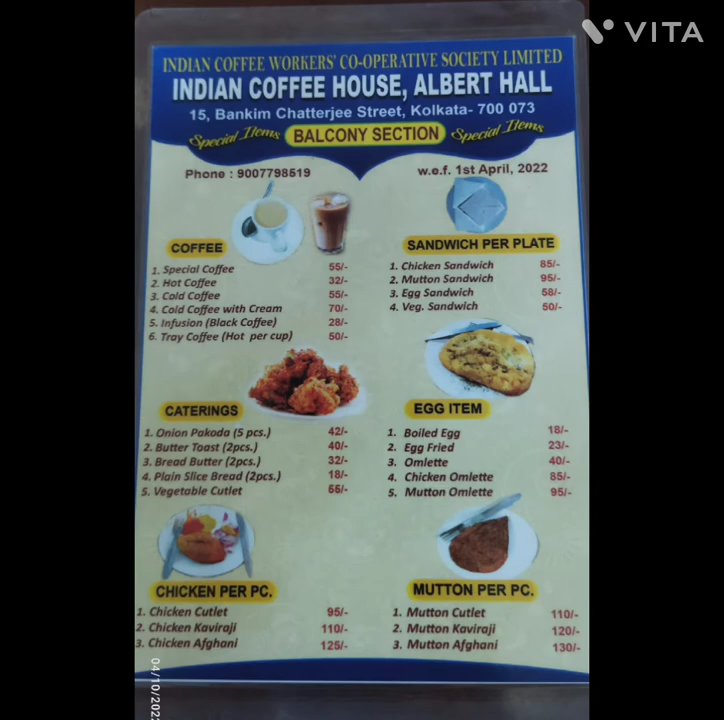 VITA
INDIAN COFFEE WORKERS' CO-OPERATIVE SOCIETY LIMITED
INDIAN COFFEE HOUSE, ALBERT HALL
15, Bankim Chatterjee Street, Kolkata- 700 073
Special Items BALCONY SECTION Special Items
Phone : 9007798519 w.e.f. 1st April, 2022
COFFEE
1. Special Coffee 55/-
2. Hot Coffee 32/-
3. Cold Coffee 55/-
4. Cold Coffee with Cream 70/-
5. Infusion (Black Coffee) 28/-
6. Tray Coffee (Hot per cup) 50/-
SANDWICH PER PLATE
1. Chicken Sandwich 85/-
2. Mutton Sandwich 95/-
3. Egg Sandwich 58/-
4. Veg. Sandwich 50/-
CATERINGS
1. Onion Pakoda (5 pcs.) 42/-
2. Butter Toast (2pcs.) 40/-
3. Bread Butter (2pcs.) 32/-
4. Plain Slice Bread (2pcs.) 18/-
5. Vegetable Cutlet
EGG ITEM
1. Boiled Egg 18/-
2. Egg Fried 23/-
3. Omlette 40/-
4. Chicken Omlette 85/-
5. Mutton Omlette 95/-
CHICKEN PER PC.
1. Chicken Cutlet 95/-
2. Chicken Kaviraji 110/-
3. Chicken Afghani 125/-
MUTTON PER PC.
1. Mutton Cutlet 110/-
2. Mutton Kaviraji 120/-
3. Mutton Afghani 130/-